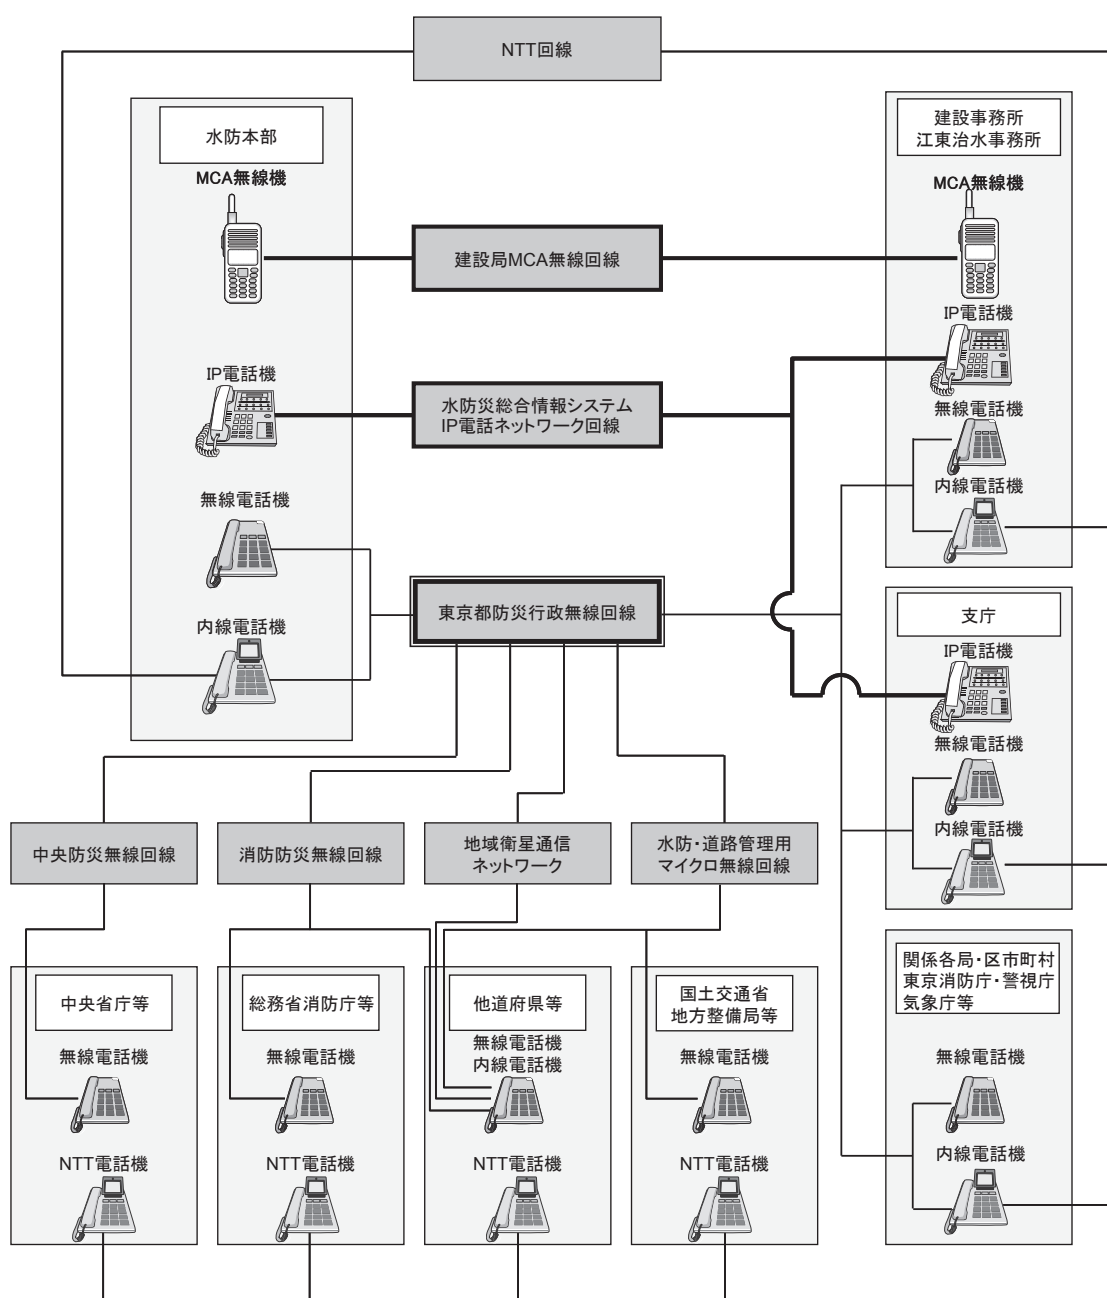 NTT回線
水防本部
MCA無線機
IP電話機
無線電話機
内線電話機
建設局MCA無線回線
水防災総合情報システム
IP電話ネットワーク回線
東京都防災行政無線回線
建設事務所
江東治水事務所
MCA無線機
IP電話機
無線電話機
内線電話機
支庁
IP電話機
無線電話機
内線電話機
中央防災無線回線
消防防災無線回線
地域衛星通信
ネットワーク
水防・道路管理用
マイクロ無線回線
中央省庁等
無線電話機
NTT電話機
総務省消防庁等
無線電話機
NTT電話機
他道府県等
無線電話機
内線電話機
NTT電話機
国土交通省
地方整備局等
無線電話機
NTT電話機
関係各局・区市町村
東京消防庁・警視庁
気象庁等
無線電話機
内線電話機